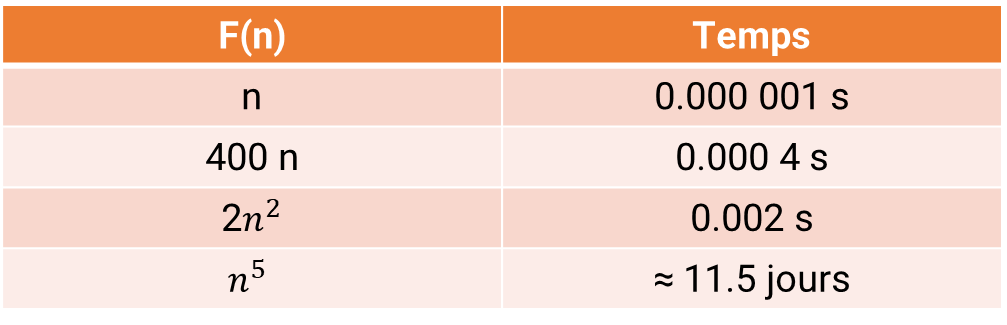 F(n) Temps
n 0.000 001 s
400 n 0.000 4 s
2n² 0.002 s
n⁵ ≈ 11.5 jours